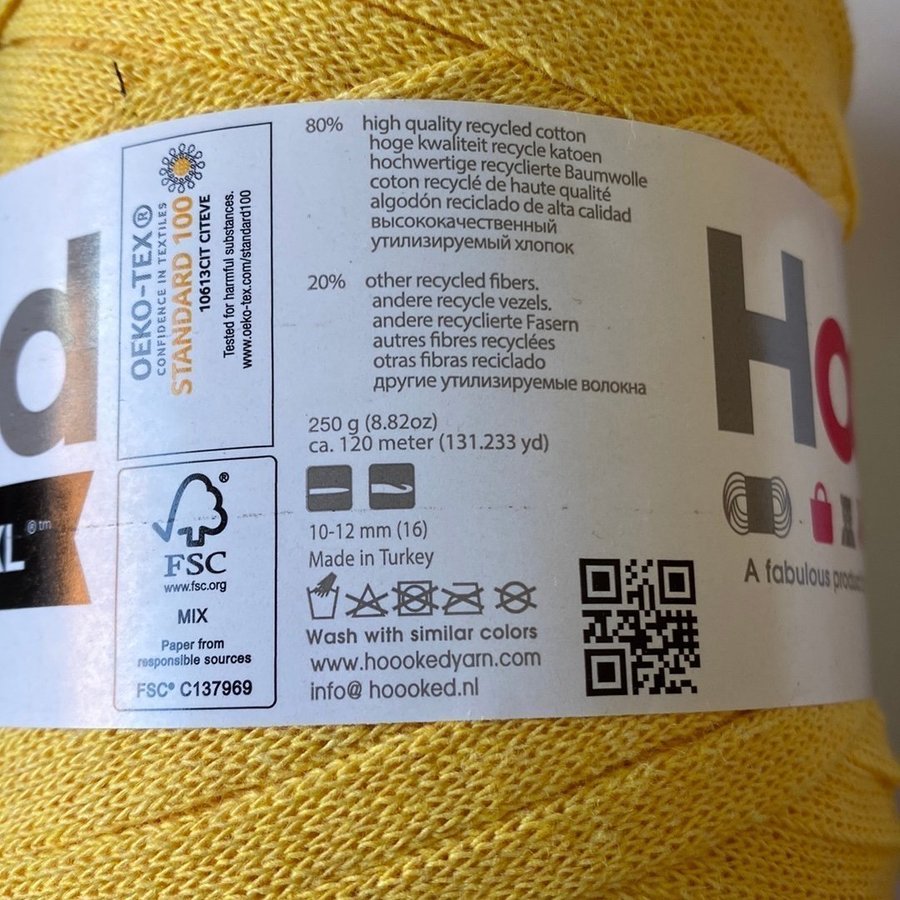 d
XL ®™
OEKO-TEX®
CONFIDENCE IN TEXTILES
STANDARD 100
10613CIT CITEVE
Tested for harmful substances.
www.oeko-tex.com/standard100
FSC
®
www.fsc.org
MIX
Paper from
responsible sources
FSC® C137969
80% high quality recycled cotton
hoge kwaliteit recycle katoen
hochwertige recyclierte Baumwolle
coton recyclé de haute qualité
algodón reciclado de alta calidad
высококачественный
утилизируемый хлопок
20% other recycled fibers.
andere recycle vezels.
andere recyclierte Fasern
autres fibres recyclées
otras fibras reciclado
другие утилизируемые волокна
250 g (8.82oz)
ca. 120 meter (131.233 yd)
10-12 mm (16)
Made in Turkey
Wash with similar colors
www.hoookedyarn.com
info@ hoooked.nl
Ho
A fabulous produc